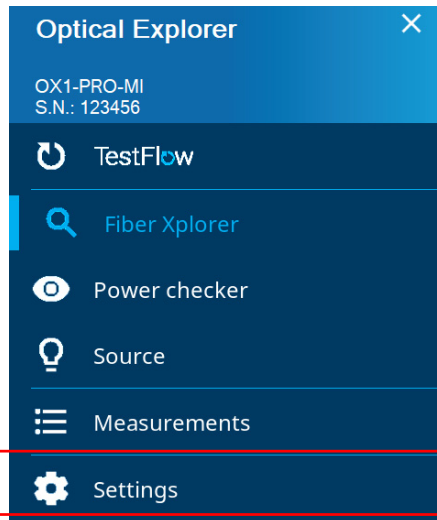 Optical Explorer
OX1-PRO-MI
S.N.: 123456
TestFlow
Fiber Xplorer
Power checker
Source
Measurements
Settings